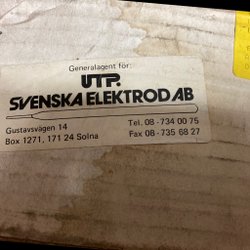 Generalagent för:
UTP.
SVENSKA ELEKTROD AB
Gustavsvägen 14
Box 1271, 171 24 Solna
Tel. 08 - 734 00 75
Fax 08 - 735 68 27